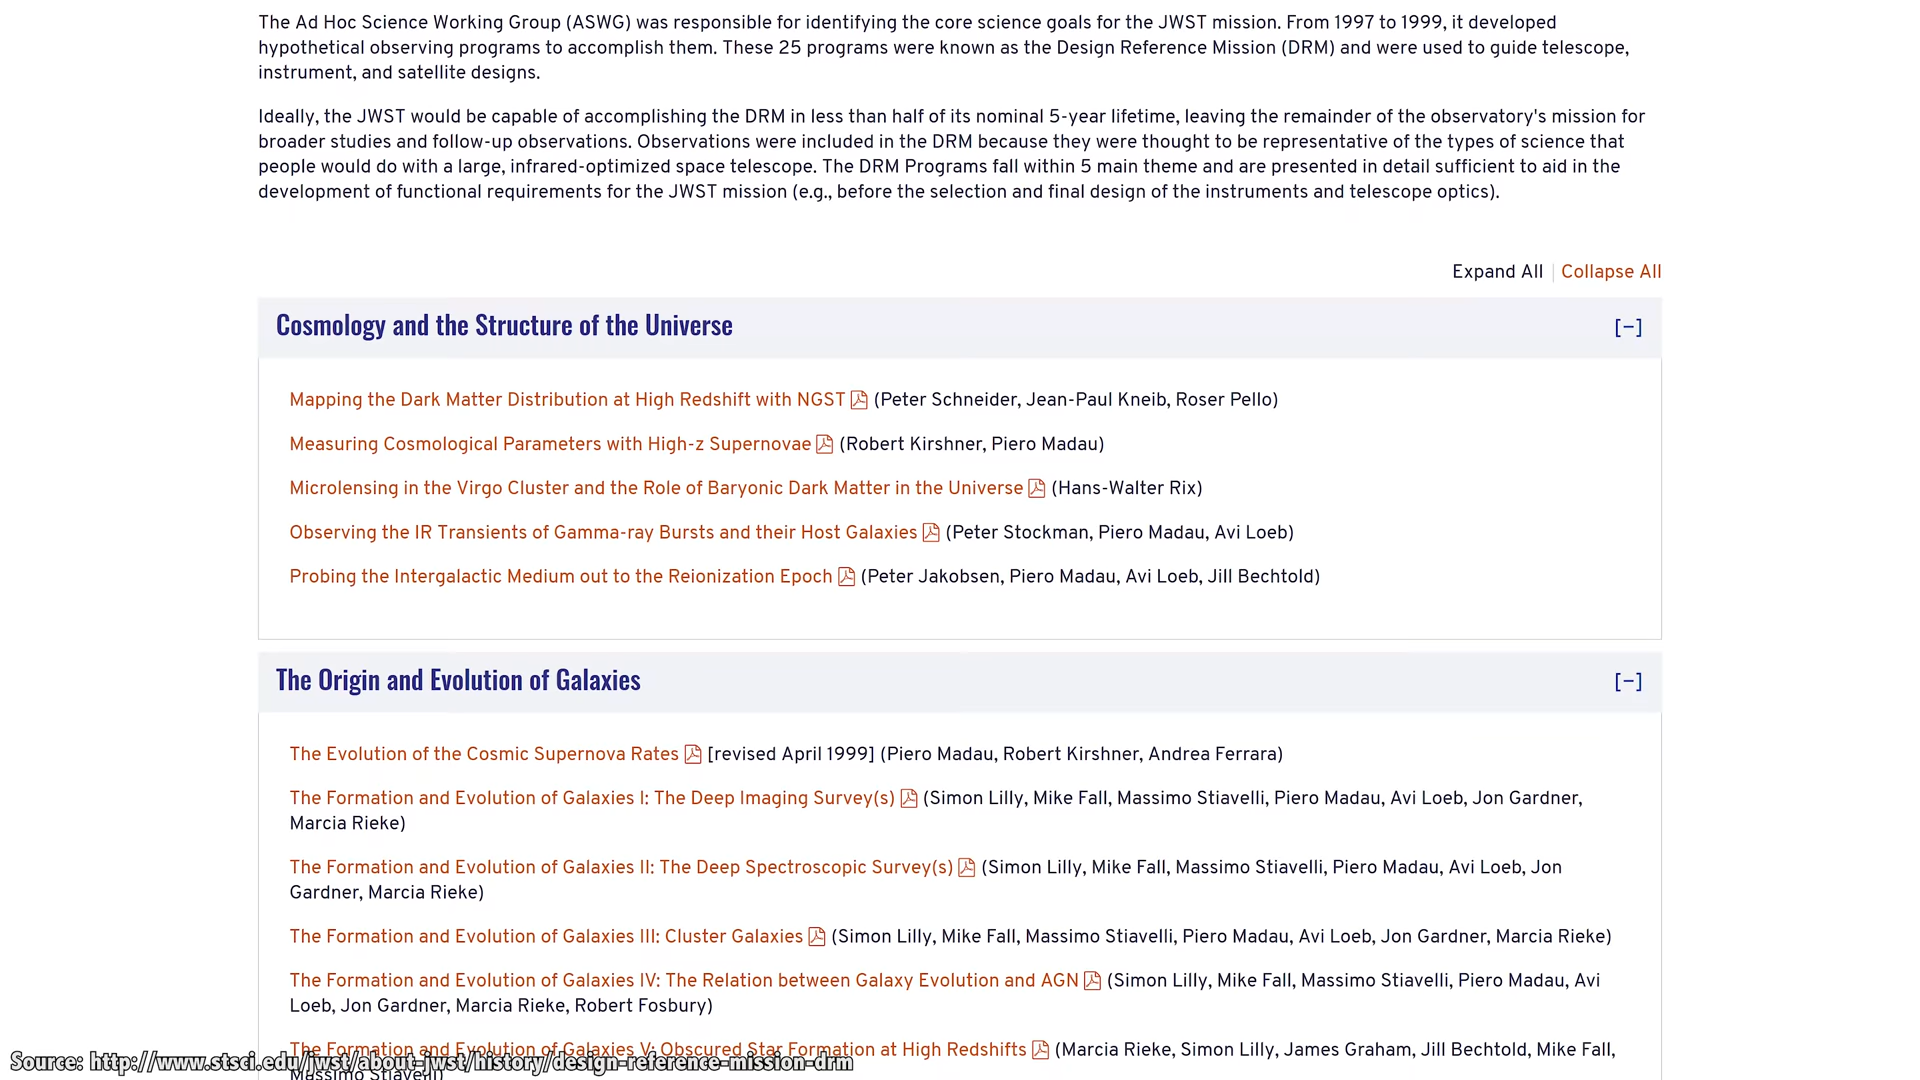 The Ad Hoc Science Working Group (ASWG) was responsible for identifying the core science goals for the JWST mission. From 1997 to 1999, it developed
hypothetical observing programs to accomplish them. These 25 programs were known as the Design Reference Mission (DRM) and were used to guide telescope,
instrument, and satellite designs.
Ideally, the JWST would be capable of accomplishing the DRM in less than half of its nominal 5-year lifetime, leaving the remainder of the observatory's mission for
broader studies and follow-up observations. Observations were included in the DRM because they were thought to be representative of the types of science that
people would do with a large, infrared-optimized space telescope. The DRM Programs fall within 5 main theme and are presented in detail sufficient to aid in the
development of functional requirements for the JWST mission (e.g., before the selection and final design of the instruments and telescope optics).
Expand All | Collapse All
Cosmology and the Structure of the Universe [-]
Mapping the Dark Matter Distribution at High Redshift with NGST (Peter Schneider, Jean-Paul Kneib, Roser Pello)
Measuring Cosmological Parameters with High-z Supernovae (Robert Kirshner, Piero Madau)
Microlensing in the Virgo Cluster and the Role of Baryonic Dark Matter in the Universe (Hans-Walter Rix)
Observing the IR Transients of Gamma-ray Bursts and their Host Galaxies (Peter Stockman, Piero Madau, Avi Loeb)
Probing the Intergalactic Medium out to the Reionization Epoch (Peter Jakobsen, Piero Madau, Avi Loeb, Jill Bechtold)
The Origin and Evolution of Galaxies [-]
The Evolution of the Cosmic Supernova Rates [revised April 1999] (Piero Madau, Robert Kirshner, Andrea Ferrara)
The Formation and Evolution of Galaxies I: The Deep Imaging Survey(s) (Simon Lilly, Mike Fall, Massimo Stiavelli, Piero Madau, Avi Loeb, Jon Gardner,
Marcia Rieke)
The Formation and Evolution of Galaxies II: The Deep Spectroscopic Survey(s) (Simon Lilly, Mike Fall, Massimo Stiavelli, Piero Madau, Avi Loeb, Jon
Gardner, Marcia Rieke)
The Formation and Evolution of Galaxies III: Cluster Galaxies (Simon Lilly, Mike Fall, Massimo Stiavelli, Piero Madau, Avi Loeb, Jon Gardner, Marcia Rieke)
The Formation and Evolution of Galaxies IV: The Relation between Galaxy Evolution and AGN (Simon Lilly, Mike Fall, Massimo Stiavelli, Piero Madau, Avi
Loeb, Jon Gardner, Marcia Rieke, Robert Fosbury)
The Formation and Evolution of Galaxies V: Obscured Star Formation at High Redshifts (Marcia Rieke, Simon Lilly, James Graham, Jill Bechtold, Mike Fall,
Massimo Stiavelli)
Source: http://www.stsci.edu/jwst/about-jwst/history/design-reference-mission-drm